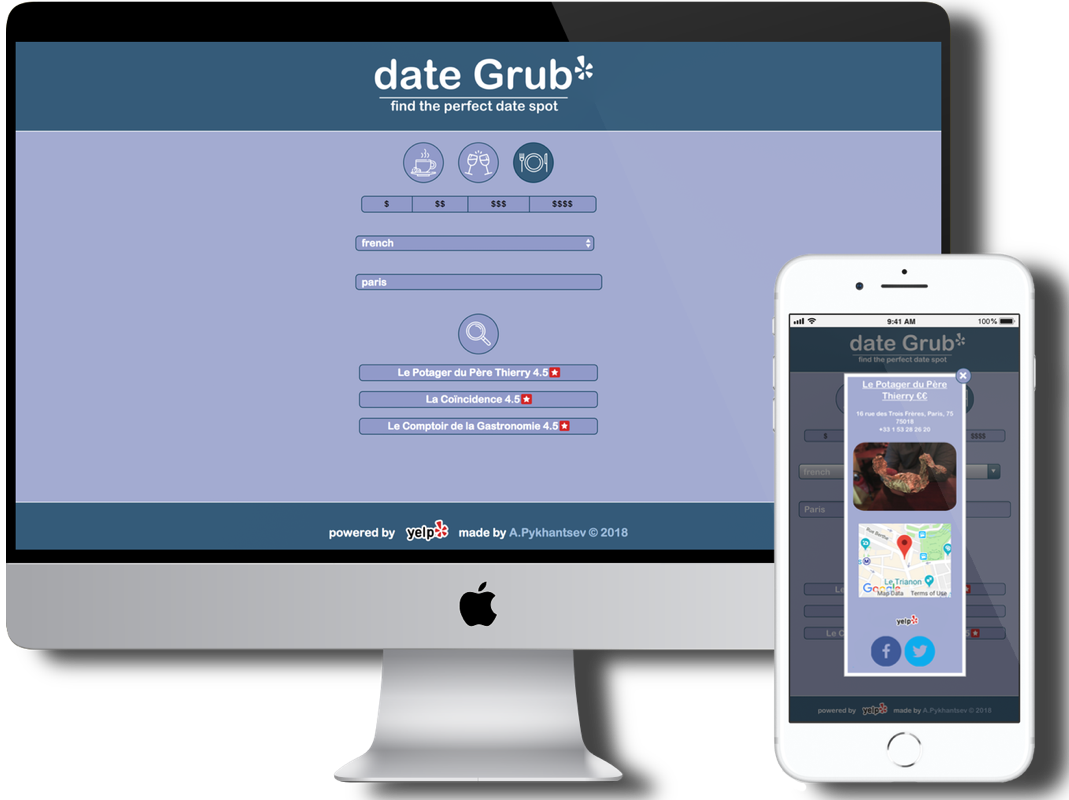 date Grub
find the perfect date spot
$ $$ $$$ $$$$
french
paris
Le Potager du Père Thierry 4.5
La Coïncidence 4.5
Le Comptoir de la Gastronomie 4.5
powered by yelp made by A.Pykhantsev © 2018
9:41 AM 100%
date Grub
find the perfect date spot
Le Potager du Père
Thierry €€
16 rue des Trois Frères, Paris, 75
75018
+33 1 53 28 26 20
$ $$$$
french
Paris
Rue Berthe
Le Trianon
Google Map Data Terms of Use
Le
Le C
yelp
powered by yelp made by A.Pykhantsev © 2018